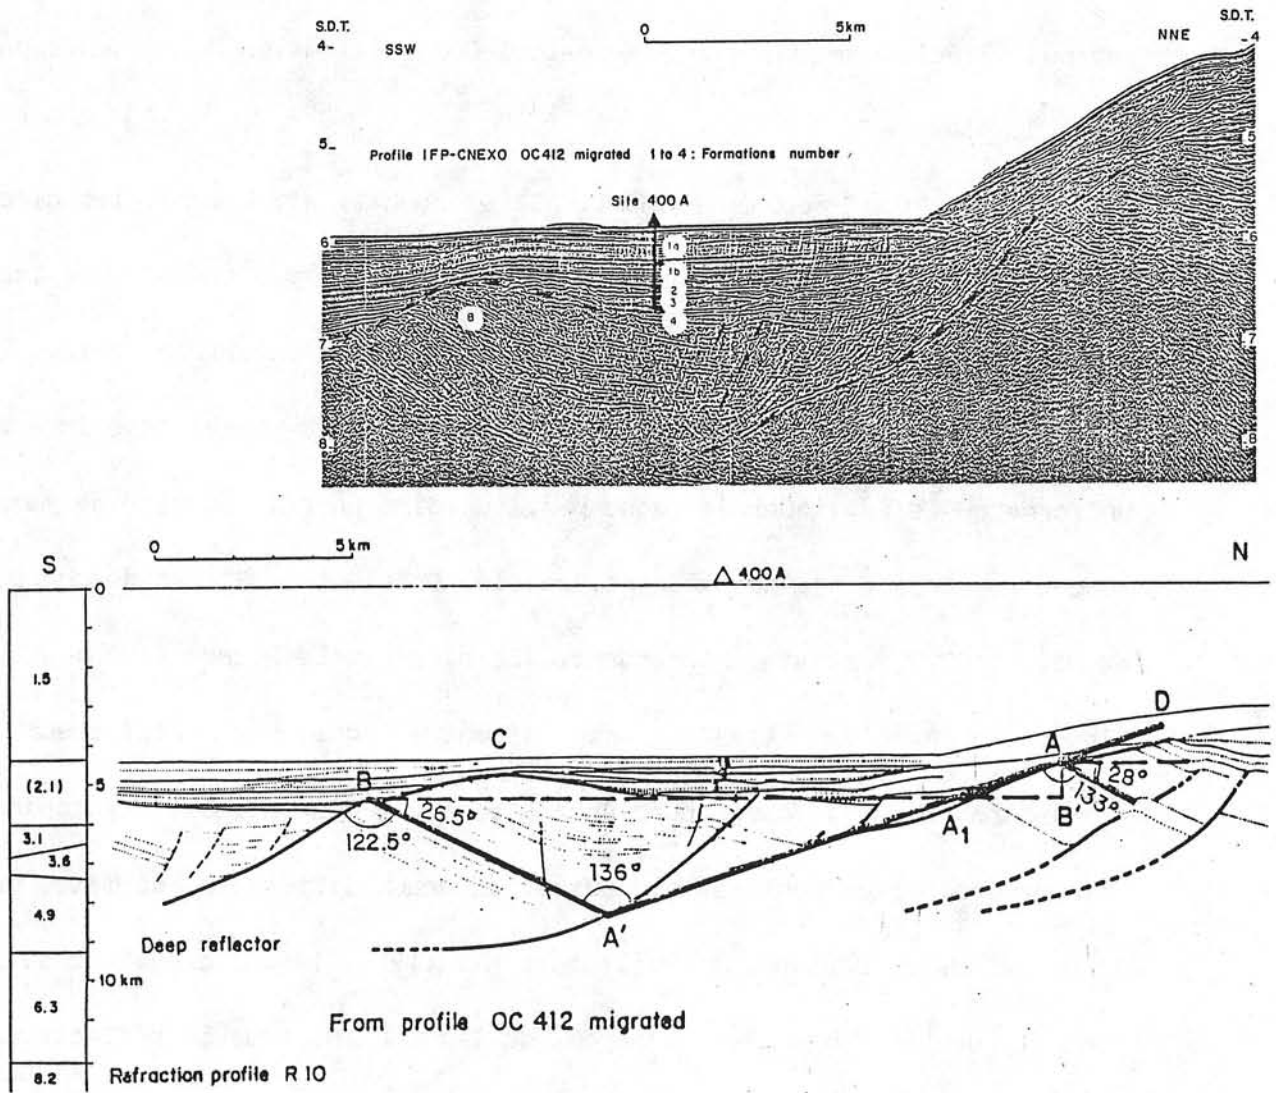 S.D.T.
0 5km
S.D.T.
4-
SSW
NNE
-4
5-
5
Profile IFP-CNEXO OC412 migrated 1 to 4: Formations number
Site 400 A
6
1a
6
1b
2
3
8
4
7
7
8
8
0 5km
S
N
0
△ 400A
1.5
D
C
A
(2.1)
5
B
28°
26.5°
133°
3.1
A1
B'
122.5°
3.6
136°
4.9
A'
Deep reflector
10 km
6.3
From profile OC 412 migrated
8.2
Refraction profile R 10